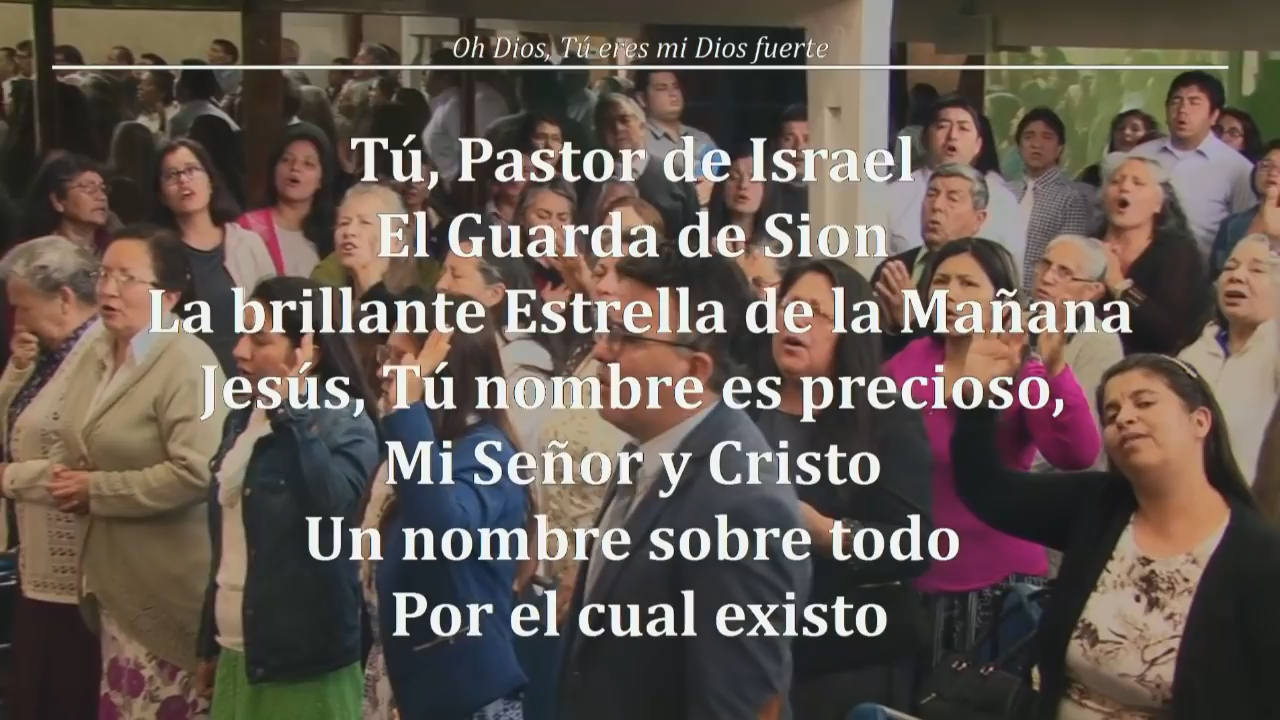 Oh Dios, Tú eres mi Dios fuerte
Tú, Pastor de Israel
El Guarda de Sion
La brillante Estrella de la Mañana
Jesús, Tú nombre es precioso,
Mi Señor y Cristo
Un nombre sobre todo
Por el cual existo